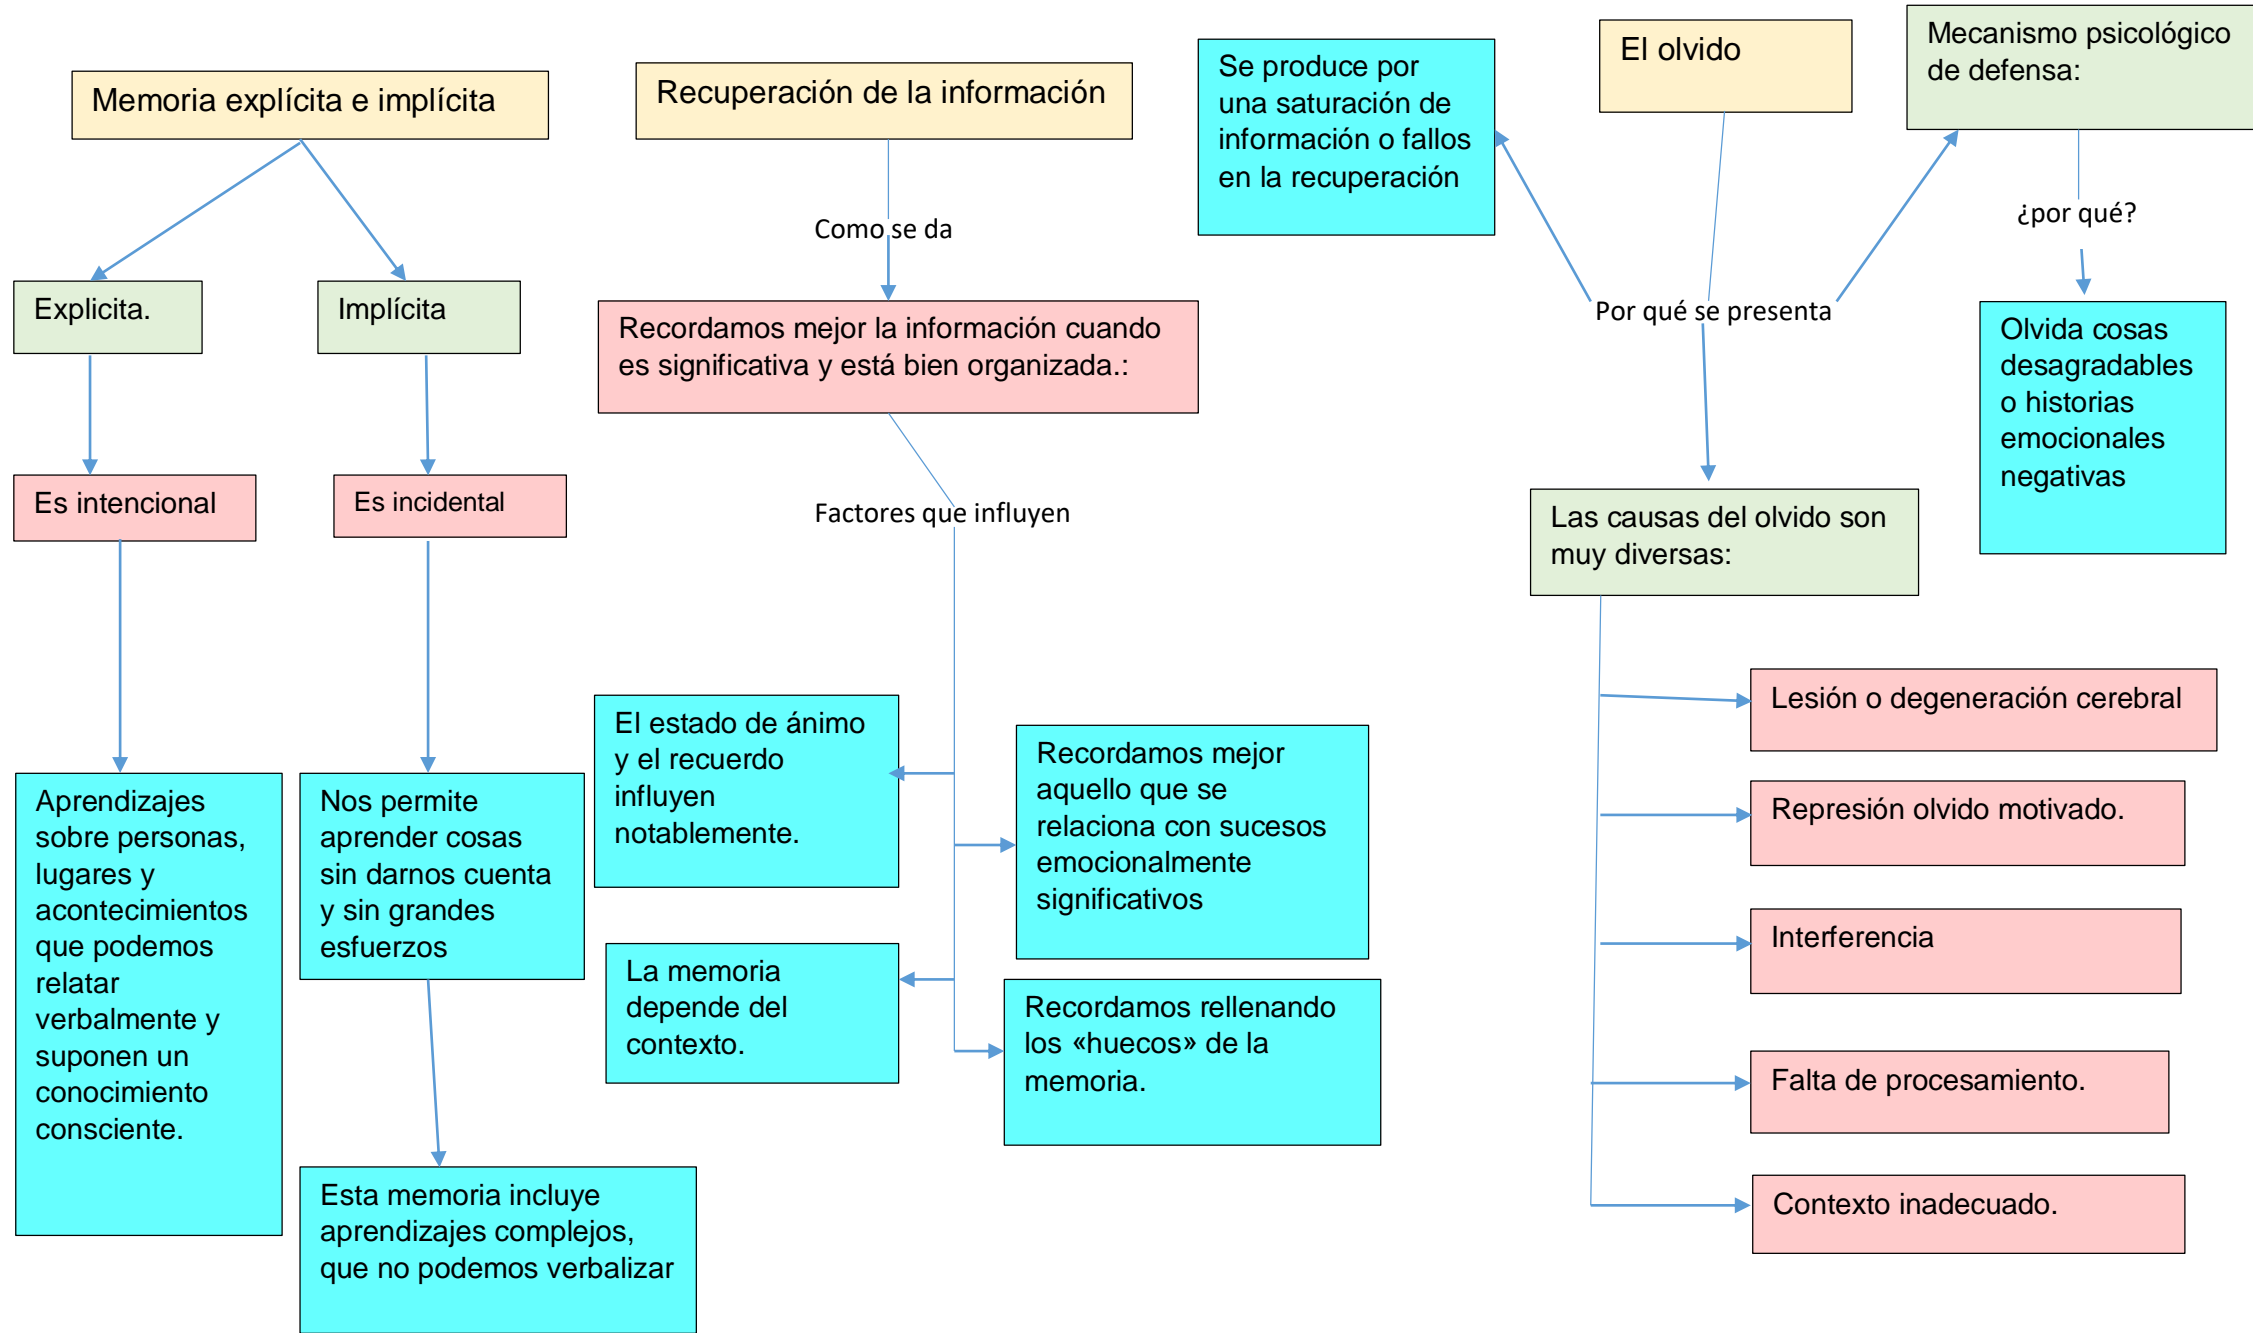 Memoria explícita e implícita
Explicita.
Es intencional
Aprendizajes
sobre personas,
lugares y
acontecimientos
que podemos
relatar
verbalmente y
suponen un
conocimiento
consciente.
Implícita
Es incidental
Nos permite
aprender cosas
sin darnos cuenta
y sin grandes
esfuerzos
Esta memoria incluye
aprendizajes complejos,
que no podemos verbalizar
Recuperación de la información
Como se da
Recordamos mejor la información cuando
es significativa y está bien organizada.:
Factores que influyen
El estado de ánimo
y el recuerdo
influyen
notablemente.
Recordamos mejor
aquello que se
relaciona con sucesos
emocionalmente
significativos
La memoria
depende del
contexto.
Recordamos rellenando
los «huecos» de la
memoria.
El olvido
Por qué se presenta
Se produce por
una saturación de
información o fallos
en la recuperación
Mecanismo psicológico
de defensa:
¿por qué?
Olvida cosas
desagradables
o historias
emocionales
negativas
Las causas del olvido son
muy diversas:
Lesión o degeneración cerebral
Represión olvido motivado.
Interferencia
Falta de procesamiento.
Contexto inadecuado.